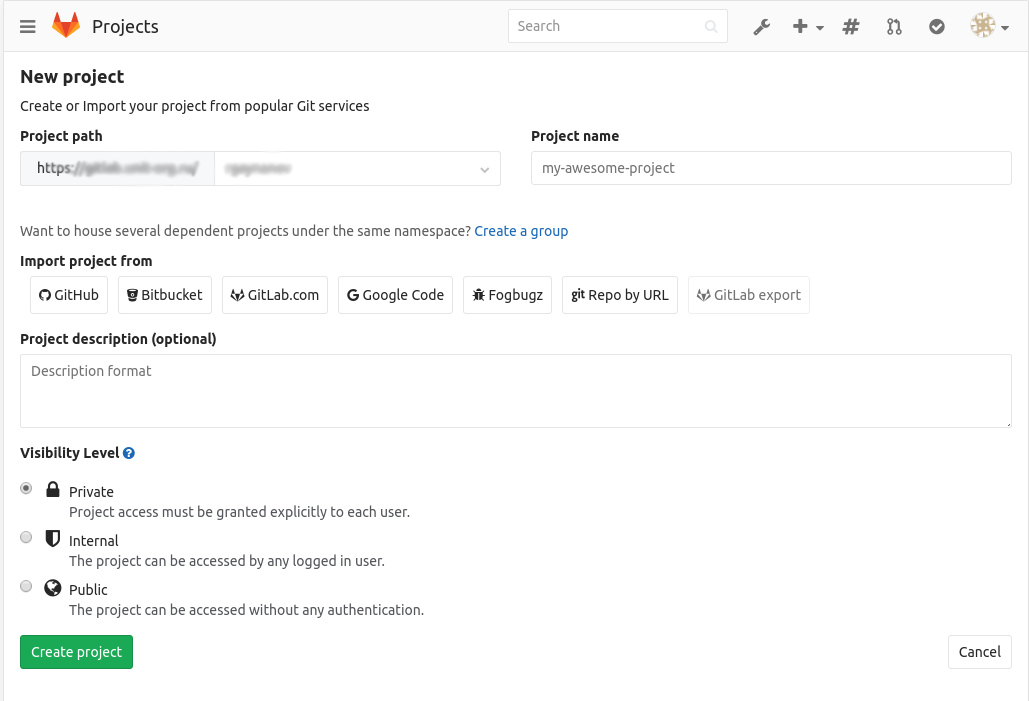 Projects
Search
New project
Create or Import your project from popular Git services
Project path
Project name
my-awesome-project
Want to house several dependent projects under the same namespace? Create a group
Import project from
GitHub Bitbucket GitLab.com Google Code Fogbugz git Repo by URL GitLab export
Project description (optional)
Description format
Visibility Level ?
Private
Project access must be granted explicitly to each user.
Internal
The project can be accessed by any logged in user.
Public
The project can be accessed without any authentication.
Create project
Cancel